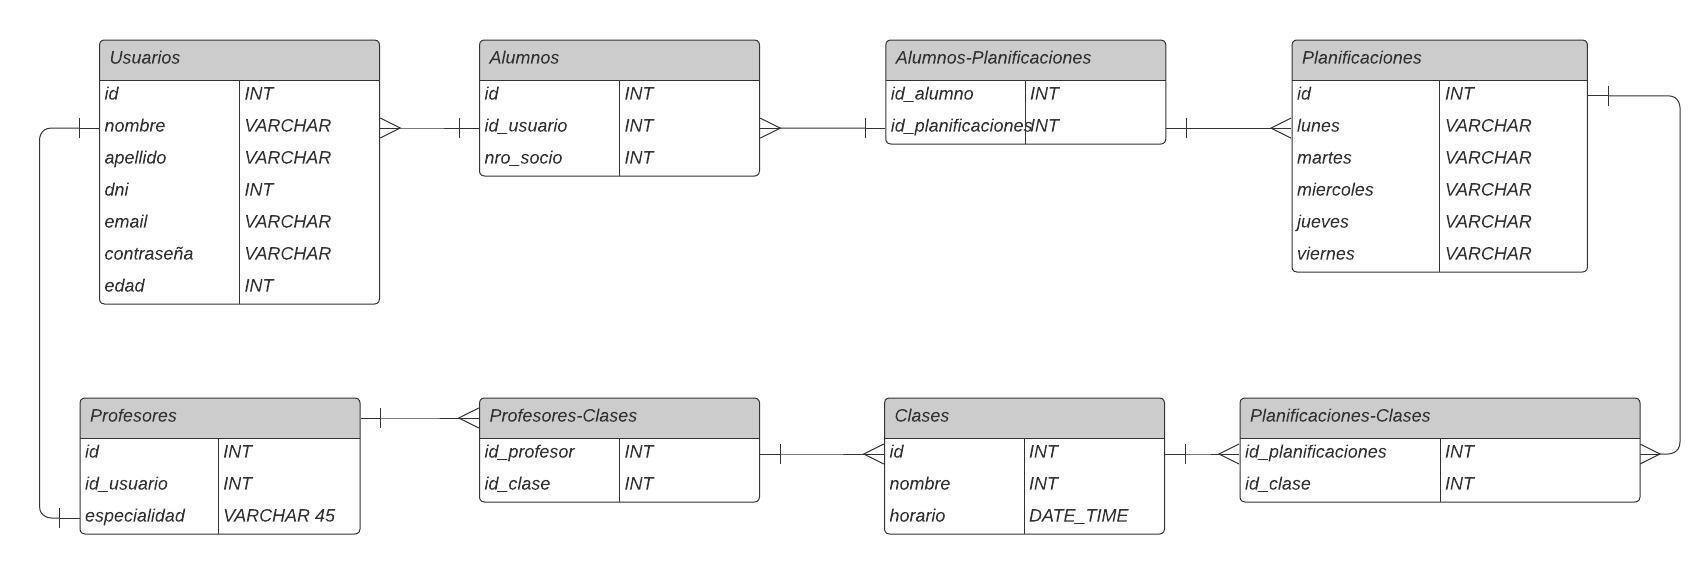 Usuarios
id INT
nombre VARCHAR
apellido VARCHAR
dni INT
email VARCHAR
contraseña VARCHAR
edad INT
Alumnos
id INT
id_usuario INT
nro_socio INT
Alumnos-Planificaciones
id_alumno INT
id_planificaciones INT
Planificaciones
id INT
lunes VARCHAR
martes VARCHAR
miercoles VARCHAR
jueves VARCHAR
viernes VARCHAR
Profesores
id INT
id_usuario INT
especialidad VARCHAR 45
Profesores-Clases
id_profesor INT
id_clase INT
Clases
id INT
nombre INT
horario DATE_TIME
Planificaciones-Clases
id_planificaciones INT
id_clase INT